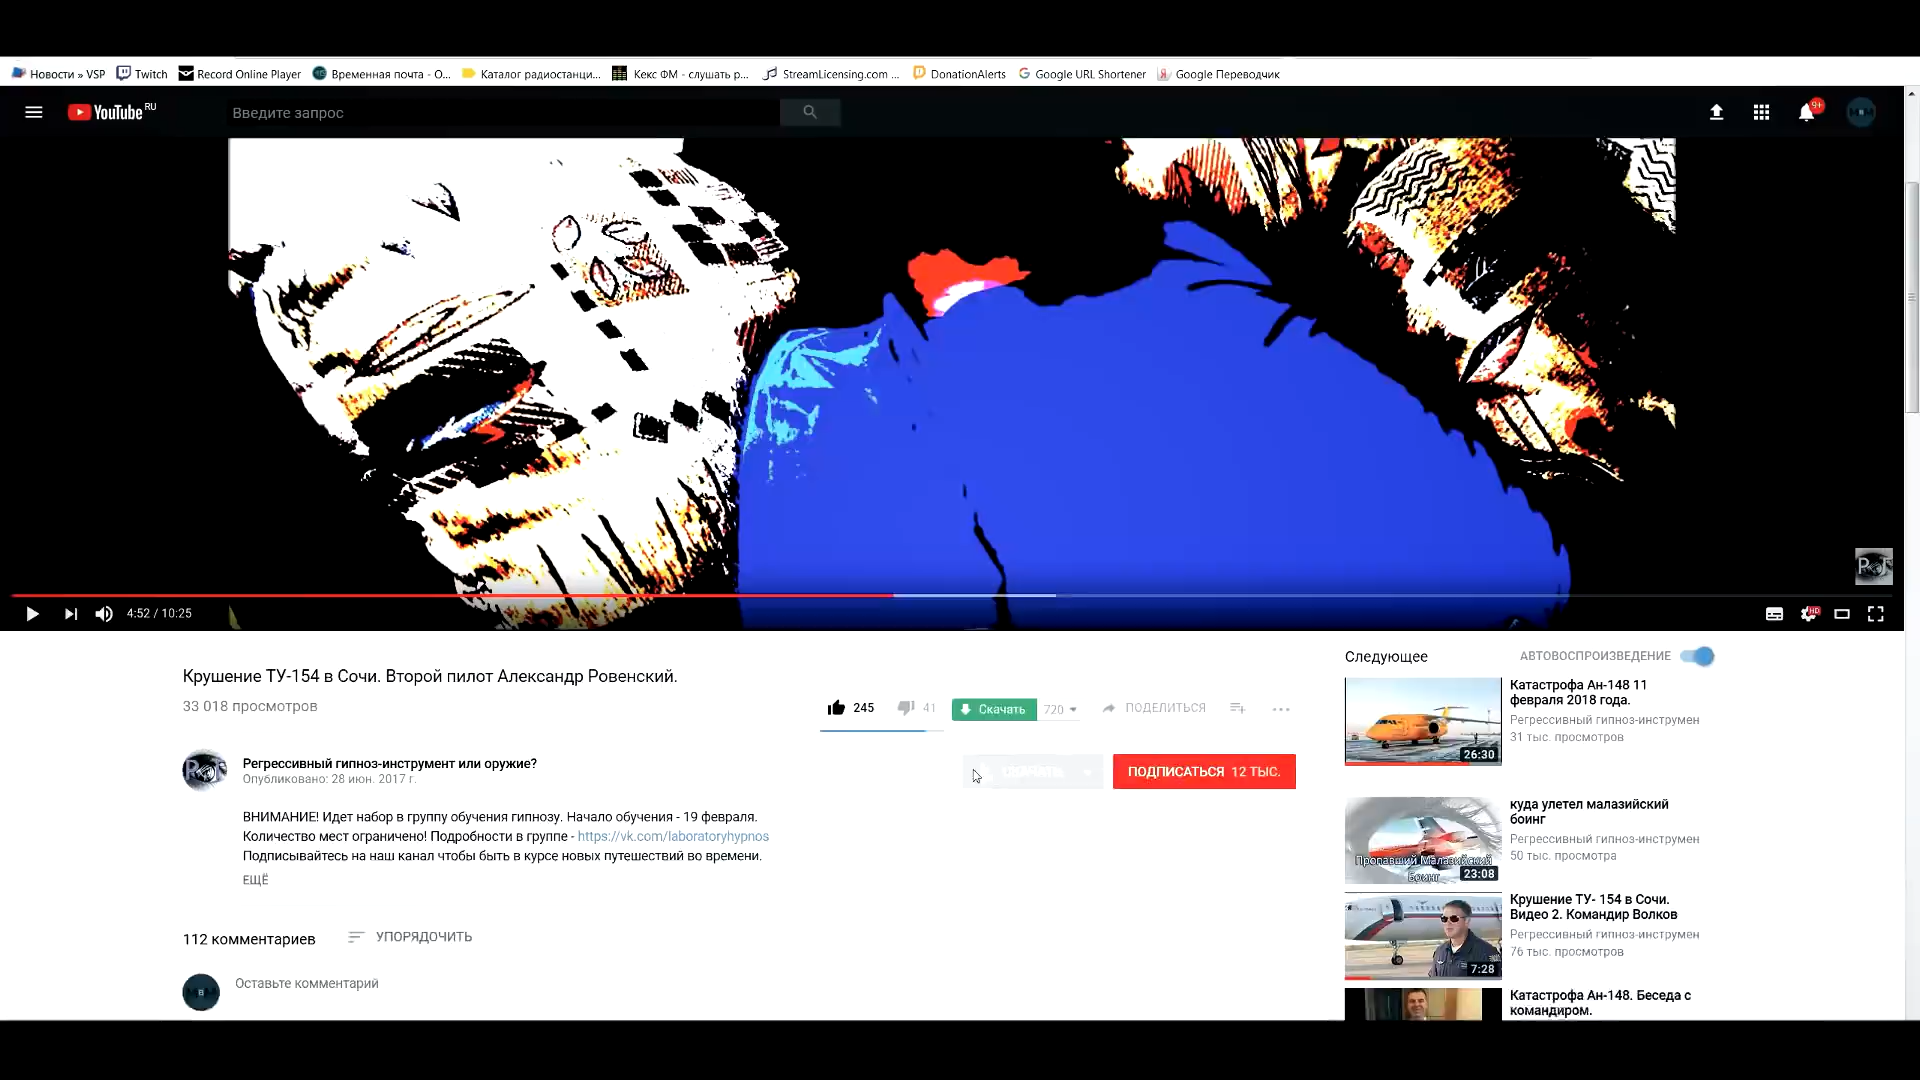 Новости » VSP Twitch Record Online Player Временная почта - О... Каталог радиостанци... Кекс ФМ - слушать р... StreamLicensing.com ... DonationAlerts Google URL Shortener Google Переводчик
YouTube RU
Введите запрос
9+
4:52 / 10:25
HD
Крушение ТУ-154 в Сочи. Второй пилот Александр Ровенский.
33 018 просмотров
245 41 Скачать 720 ПОДЕЛИТЬСЯ
Регрессивный гипноз-инструмент или оружие?
Опубликовано: 28 июн. 2017 г.
ПОДПИСАТЬСЯ 12 ТЫС.
ВНИМАНИЕ! Идет набор в группу обучения гипнозу. Начало обучения - 19 февраля.
Количество мест ограничено! Подробности в группе - https://vk.com/laboratoryhypnos
Подписывайтесь на наш канал чтобы быть в курсе новых путешествий во времени.
ЕЩЁ
112 комментариев УПОРЯДОЧИТЬ
Оставьте комментарий
Следующее АВТОВОСПРОИЗВЕДЕНИЕ
Катастрофа Ан-148 11
февраля 2018 года.
Регрессивный гипноз-инструмен
31 тыс. просмотров
26:30
куда улетел малазийский
боинг
Регрессивный гипноз-инструмен
50 тыс. просмотра
Пропавший Малазийский
Боинг
23:08
Крушение ТУ- 154 в Сочи.
Видео 2. Командир Волков
Регрессивный гипноз-инструмен
76 тыс. просмотров
7:28
Катастрофа Ан-148. Беседа с
командиром.